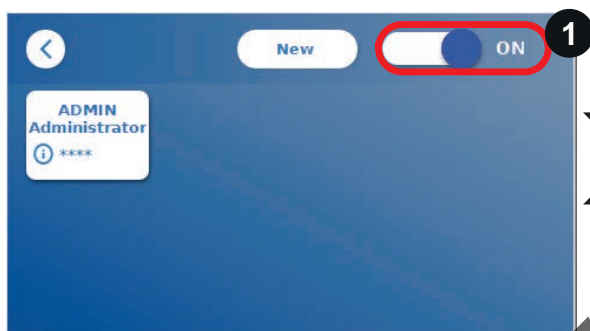 New
ON
1
ADMIN
Administrator
****